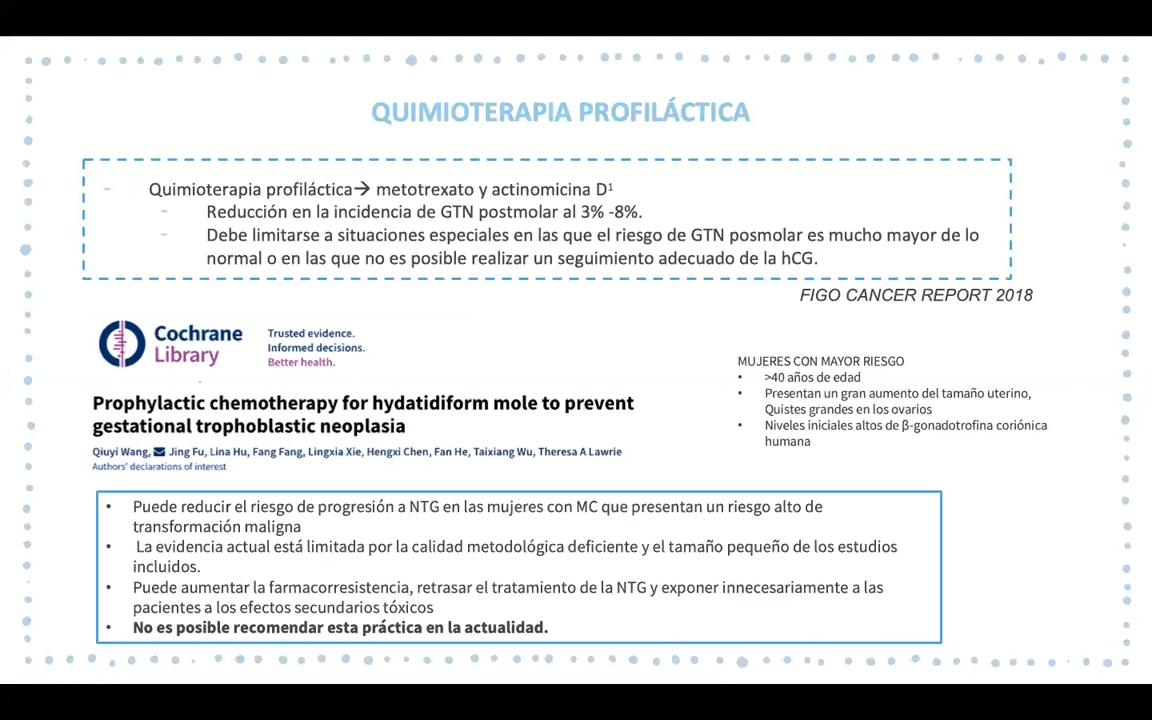 QUIMIOTERAPIA PROFILÁCTICA
- Quimioterapia profiláctica→ metotrexato y actinomicina D¹
- Reducción en la incidencia de GTN postmolar al 3% -8%.
- Debe limitarse a situaciones especiales en las que el riesgo de GTN posmolar es mucho mayor de lo
normal o en las que no es posible realizar un seguimiento adecuado de la hCG.
FIGO CANCER REPORT 2018
Cochrane
Library
Trusted evidence.
Informed decisions.
Better health.
Prophylactic chemotherapy for hydatidiform mole to prevent
gestational trophoblastic neoplasia
Qiuyi Wang, Jing Fu, Lina Hu, Fang Fang, Lingxia Xie, Hengxi Chen, Fan He, Taixiang Wu, Theresa A Lawrie
Authors' declarations of interest
MUJERES CON MAYOR RIESGO
• >40 años de edad
• Presentan un gran aumento del tamaño uterino,
Quistes grandes en los ovarios
• Niveles iniciales altos de β-gonadotrofina coriónica
humana
• Puede reducir el riesgo de progresión a NTG en las mujeres con MC que presentan un riesgo alto de
transformación maligna
• La evidencia actual está limitada por la calidad metodológica deficiente y el tamaño pequeño de los estudios
incluidos.
• Puede aumentar la farmacorresistencia, retrasar el tratamiento de la NTG y exponer innecesariamente a las
pacientes a los efectos secundarios tóxicos
• No es posible recomendar esta práctica en la actualidad.